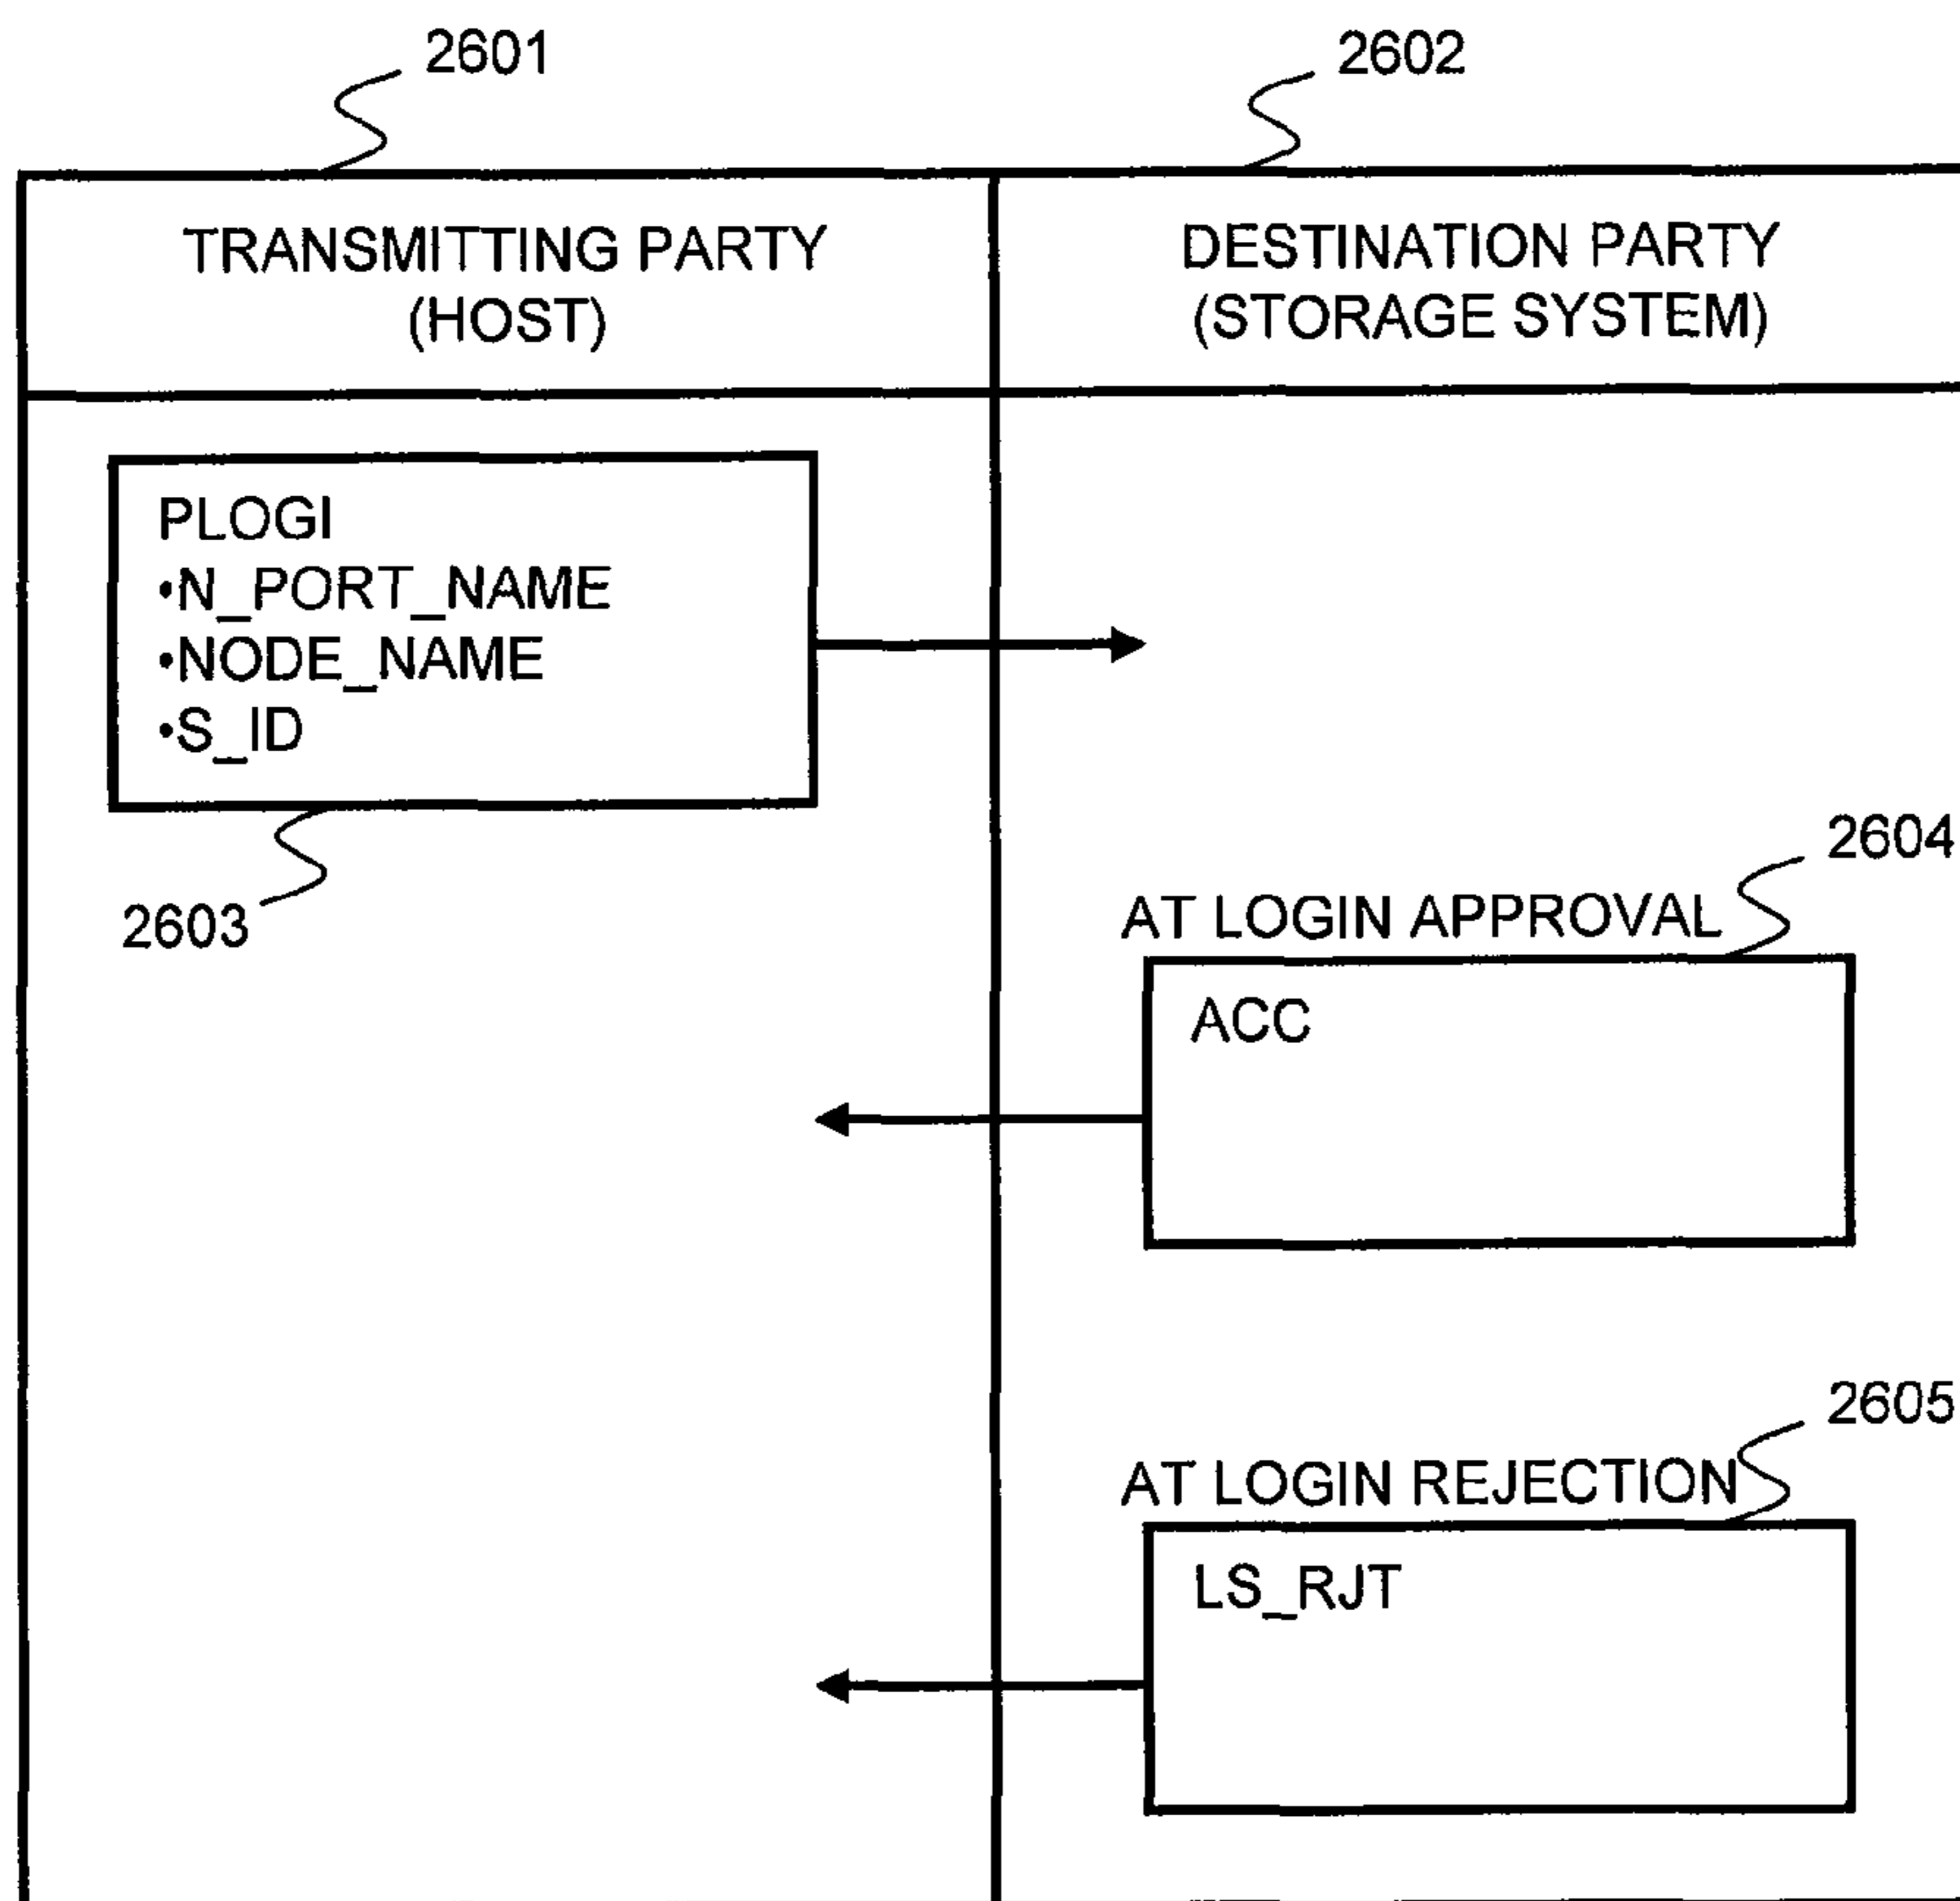 2601
2602
TRANSMITTING PARTY
(HOST)
DESTINATION PARTY
(STORAGE SYSTEM)
PLOGI
•N_PORT_NAME
•NODE_NAME
•S_ID
2603
2604
AT LOGIN APPROVAL
ACC
2605
AT LOGIN REJECTION
LS_RJT